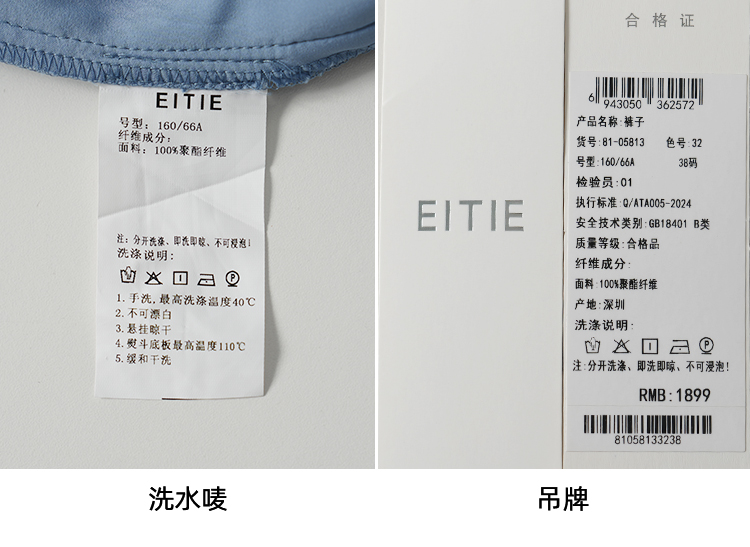 EITIE
号型：160/66A
纤维成分：
面料：100%聚酯纤维
注：分开洗涤、即洗即晾、不可浸泡！
洗涤说明：
1.手洗,最高洗涤温度40℃
2.不可漂白
3.悬挂晾干
4.熨斗底板最高温度110℃
5.缓和干洗
洗水唛
EITIE
合格证
6 943050 362572
产品名称:裤子
货号:81-05813 色号:32
号型:160/66A 38码
检验员:01
执行标准:Q/ATA005-2024
安全技术类别:GB18401 B类
质量等级:合格品
纤维成分:
面料:100%聚酯纤维
产地:深圳
洗涤说明:
注:分开洗涤、即洗即晾、不可浸泡!
RMB:1899
81058133238
吊牌